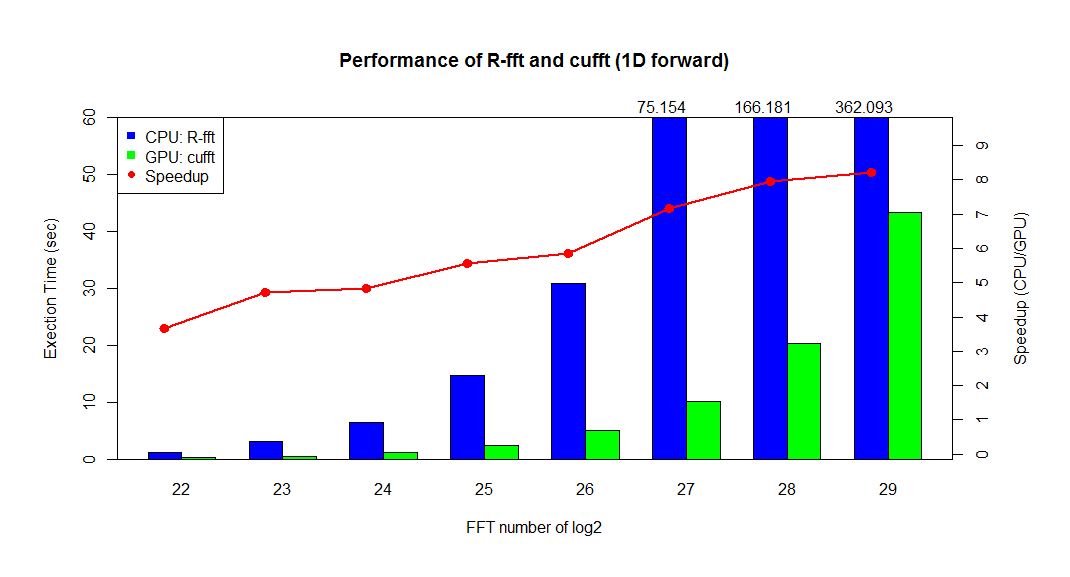 Performance of R-fft and cufft (1D forward)
75.154 166.181 362.093
CPU: R-fft
GPU: cufft
Speedup
Exection Time (sec)
60
50
40
30
20
10
0
9
8
7
6
5
4
3
2
1
0
Speedup (CPU/GPU)
22 23 24 25 26 27 28 29
FFT number of log2